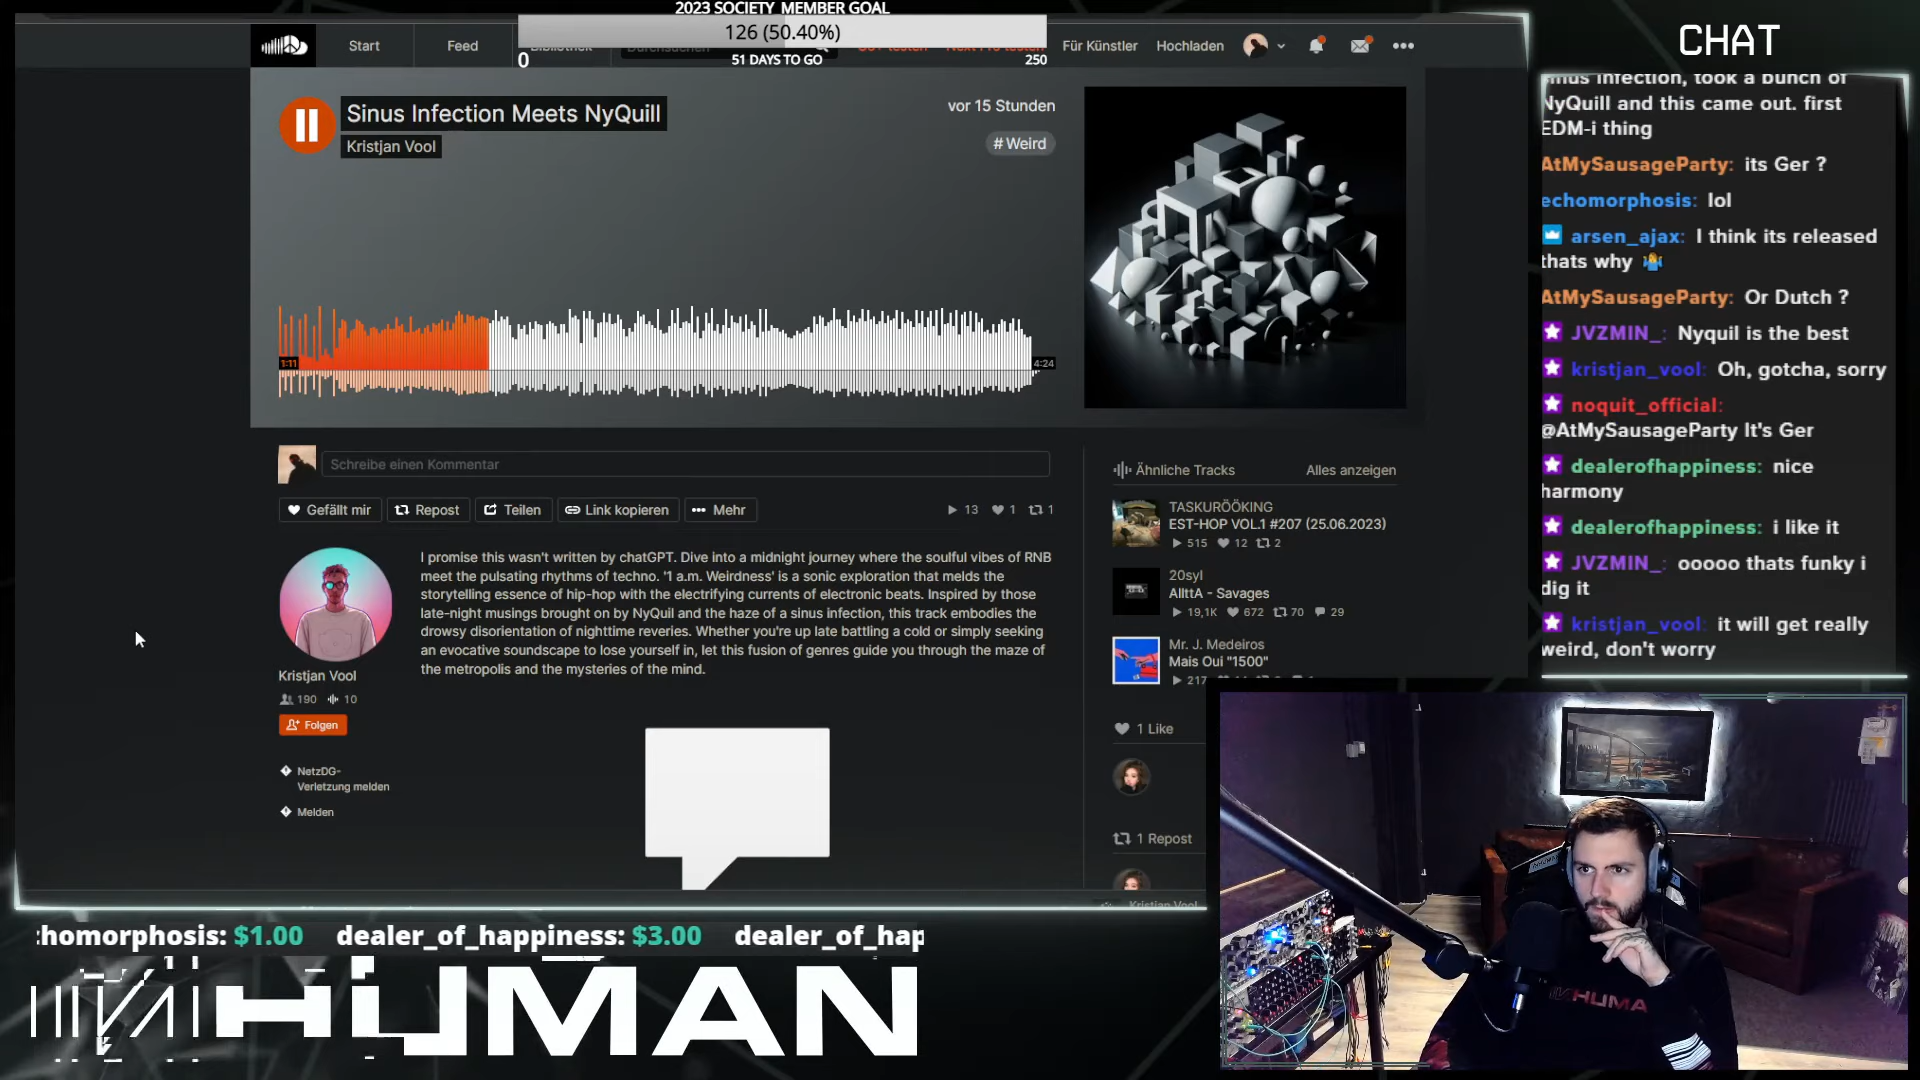 2023 SOCIETY MEMBER GOAL
126 (50.40%)
0
51 DAYS TO GO
250
Start
Feed
Bibliothek
Für Künstler
Hochladen
Sinus Infection Meets NyQuill
Kristjan Vool
vor 15 Stunden
# Weird
1:11
4:24
Schreibe einen Kommentar
Gefällt mir
Repost
Teilen
Link kopieren
Mehr
13
1
1
I promise this wasn't written by chatGPT. Dive into a midnight journey where the soulful vibes of RNB
meet the pulsating rhythms of techno. '1 a.m. Weirdness' is a sonic exploration that melds the
storytelling essence of hip-hop with the electrifying currents of electronic beats. Inspired by those
late-night musings brought on by NyQuil and the haze of a sinus infection, this track embodies the
drowsy disorientation of nighttime reveries. Whether you're up late battling a cold or simply seeking
an evocative soundscape to lose yourself in, let this fusion of genres guide you through the maze of
the metropolis and the mysteries of the mind.
Kristjan Vool
190
10
Folgen
NetzDG-
Verletzung melden
Melden
Ähnliche Tracks
Alles anzeigen
TASKURÖÖKING
EST-HOP VOL.1 #207 (25.06.2023)
515
12
2
20syl
AllttA - Savages
19,1K
672
70
29
Mr. J. Medeiros
Mais Oui "1500"
217
1 Like
1 Repost
Kristjan Vool
CHAT
sinus infection, took a bunch of
NyQuill and this came out. first
EDM-i thing
AtMySausageParty: its Ger ?
echomorphosis: lol
arsen_ajax: I think its released
thats why 🤷
AtMySausageParty: Or Dutch ?
JVZMIN_: Nyquil is the best
kristjan_vool: Oh, gotcha, sorry
noquit_official:
@AtMySausageParty It's Ger
dealerofhappiness: nice
harmony
dealerofhappiness: i like it
JVZMIN_: ooooo thats funky i
dig it
kristjan_vool: it will get really
weird, don't worry
homorphosis: $1.00 dealer_of_happiness: $3.00 dealer_of_hap
HUMAN
HUMA